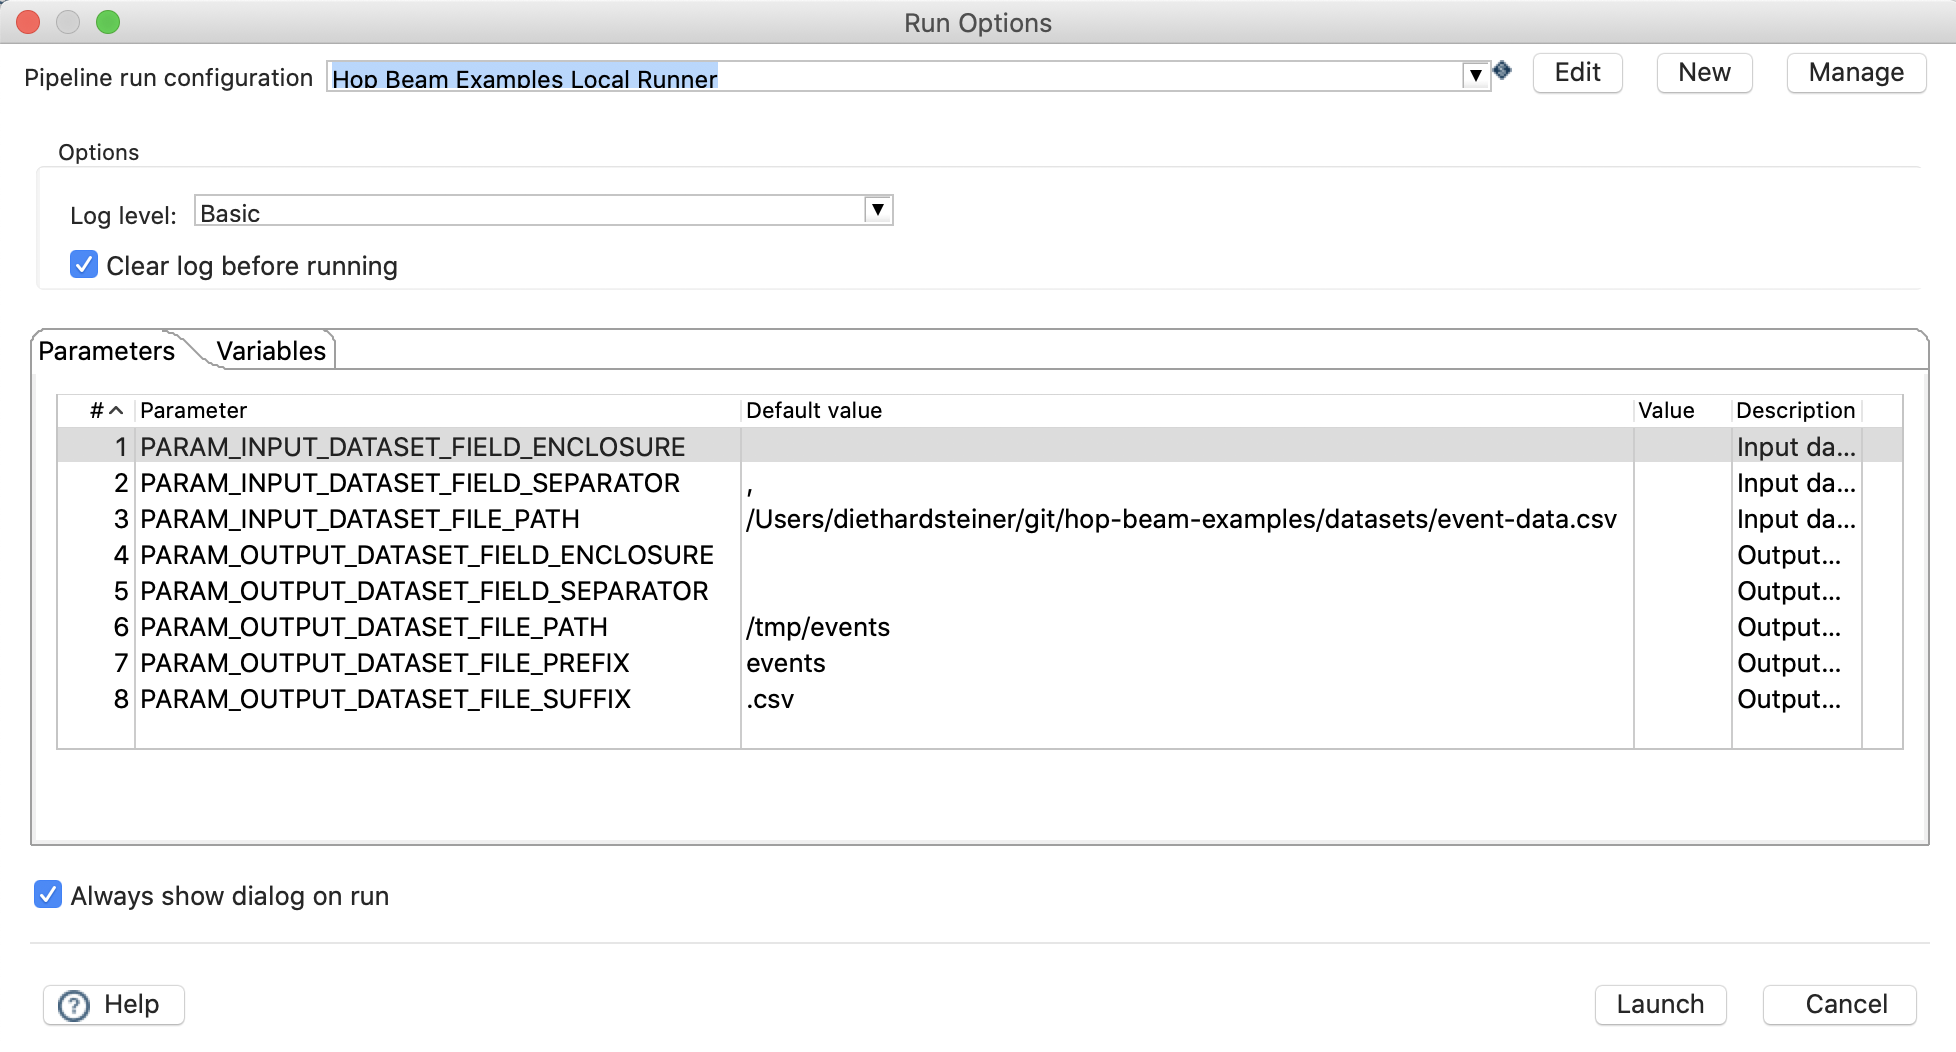 Run Options
Pipeline run configuration Hop Beam Examples Local Runner Edit New Manage
Options
Log level: Basic
Clear log before running
Parameters Variables
# Parameter Default value Value Description
1 PARAM_INPUT_DATASET_FIELD_ENCLOSURE Input da...
2 PARAM_INPUT_DATASET_FIELD_SEPARATOR , Input da...
3 PARAM_INPUT_DATASET_FILE_PATH /Users/diethardsteiner/git/hop-beam-examples/datasets/event-data.csv Input da...
4 PARAM_OUTPUT_DATASET_FIELD_ENCLOSURE Output...
5 PARAM_OUTPUT_DATASET_FIELD_SEPARATOR Output...
6 PARAM_OUTPUT_DATASET_FILE_PATH /tmp/events Output...
7 PARAM_OUTPUT_DATASET_FILE_PREFIX events Output...
8 PARAM_OUTPUT_DATASET_FILE_SUFFIX .csv Output...
Always show dialog on run
? Help Launch Cancel